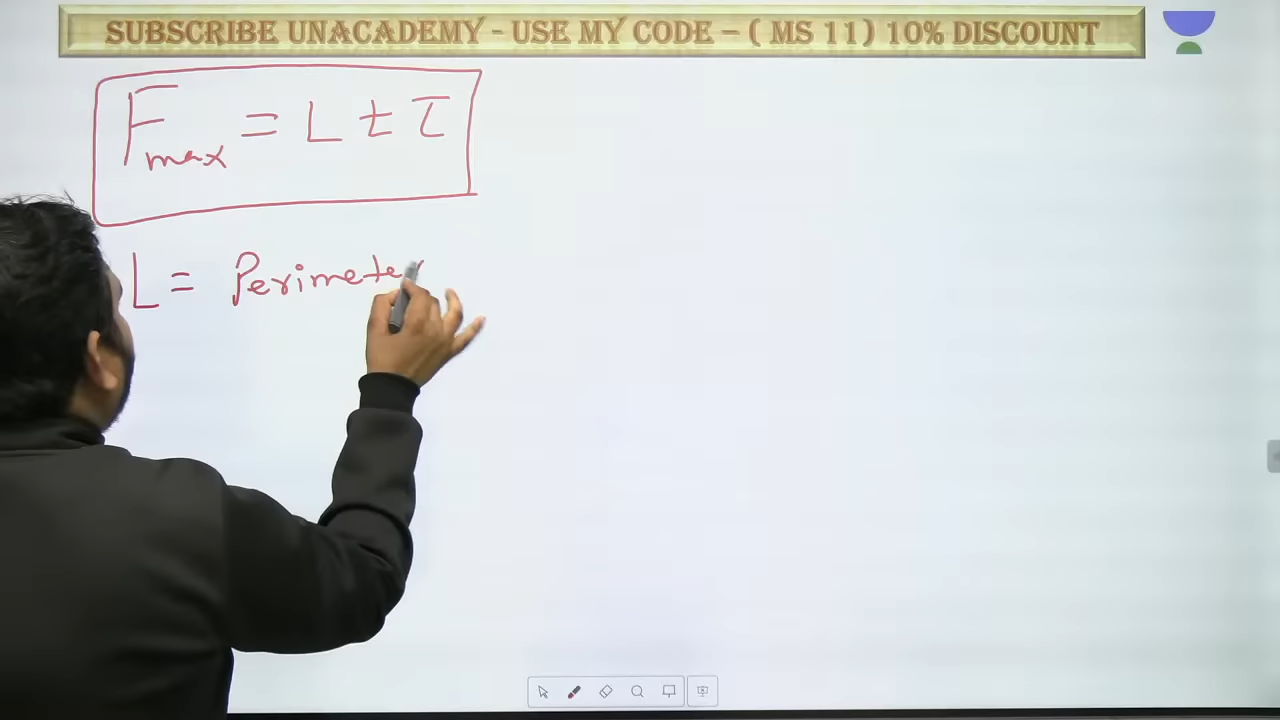 SUBSCRIBE UNACADEMY - USE MY CODE – ( MS 11) 10% DISCOUNT
Fmax = L t τ
L = Perimeter